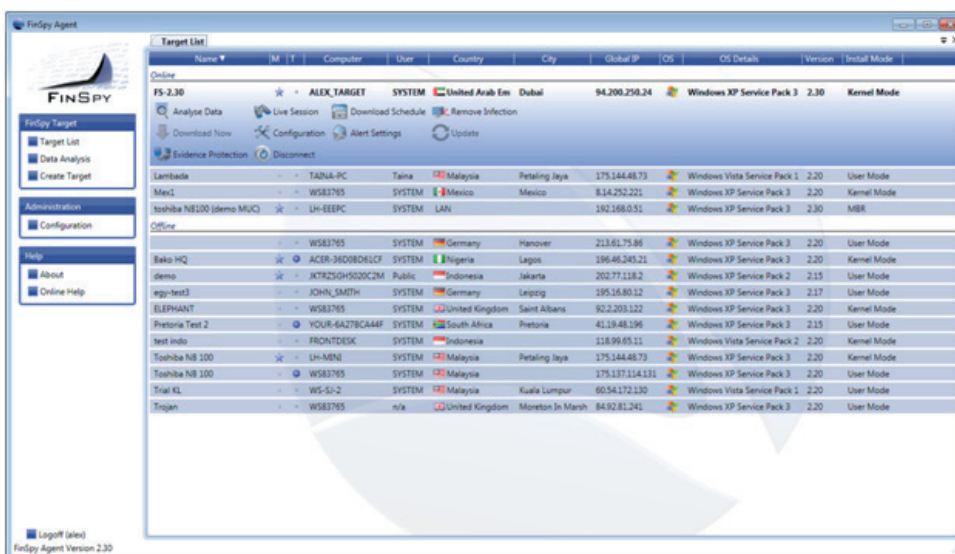 FinSpy Agent
FINSPY
FinSpy Target
Target List
Data Analysis
Create Target
Administration
Configuration
Help
About
Online Help
Logoff (alex)
FinSpy Agent Version 2.30
Target List
Name M T Computer User Country City Global IP OS OS Details Version Install Mode
Online
FS-2.30 ALEX_TARGET SYSTEM United Arab Em Dubai 94.200.250.24 Windows XP Service Pack 3 2.30 Kernel Mode
Analyse Data Live Session Download Schedule Remove Infection
Download Now Configuration Alert Settings Update
Evidence Protection Disconnect
Lambada TAINA-PC Taina Malaysia Petaling Jaya 175.144.48.73 Windows Vista Service Pack 1 2.20 User Mode
Mex1 WS83765 SYSTEM Mexico Mexico 8.14.252.221 Windows XP Service Pack 3 2.20 Kernel Mode
toshiba NB100 (demo MUC) LH-EEEPC SYSTEM LAN 192.168.0.51 Windows XP Service Pack 3 2.30 MBR
Offline
WS83765 SYSTEM Germany Hanover 213.61.75.86 Windows XP Service Pack 3 2.20 User Mode
Bako HQ ACER-36D0BD61CF SYSTEM Nigeria Lagos 196.46.245.21 Windows XP Service Pack 3 2.20 Kernel Mode
demo Public Indonesia Jakarta 202.77.118.2 Windows XP Service Pack 2 2.15 User Mode
egy-test3 JOHN_SMITH SYSTEM Germany Leipzig 195.16.80.12 Windows XP Service Pack 3 2.17 User Mode
ELEPHANT WS83765 SYSTEM United Kingdom Saint Albans 92.2.203.122 Windows XP Service Pack 3 2.20 Kernel Mode
Pretoria Test 2 YOUR-6A27BCA44F SYSTEM South Africa Pretoria 41.19.48.196 Windows XP Service Pack 3 2.15 User Mode
test indo FRONTDESK SYSTEM Indonesia 118.99.65.11 Windows Vista Service Pack 2 2.20 Kernel Mode
Toshiba NB 100 LH-MINI SYSTEM Malaysia Petaling Jaya 175.144.48.73 Windows XP Service Pack 3 2.20 Kernel Mode
Toshiba NB 100 WS83765 SYSTEM Malaysia 175.137.114.131 Windows XP Service Pack 3 2.20 User Mode
Trial KL WS-SJ-2 SYSTEM Malaysia Kuala Lumpur 60.54.172.130 Windows Vista Service Pack 1 2.20 User Mode
Trojan WS83765 n/a United Kingdom Moreton In Marsh 84.92.81.241 Windows XP Service Pack 3 2.20 User Mode